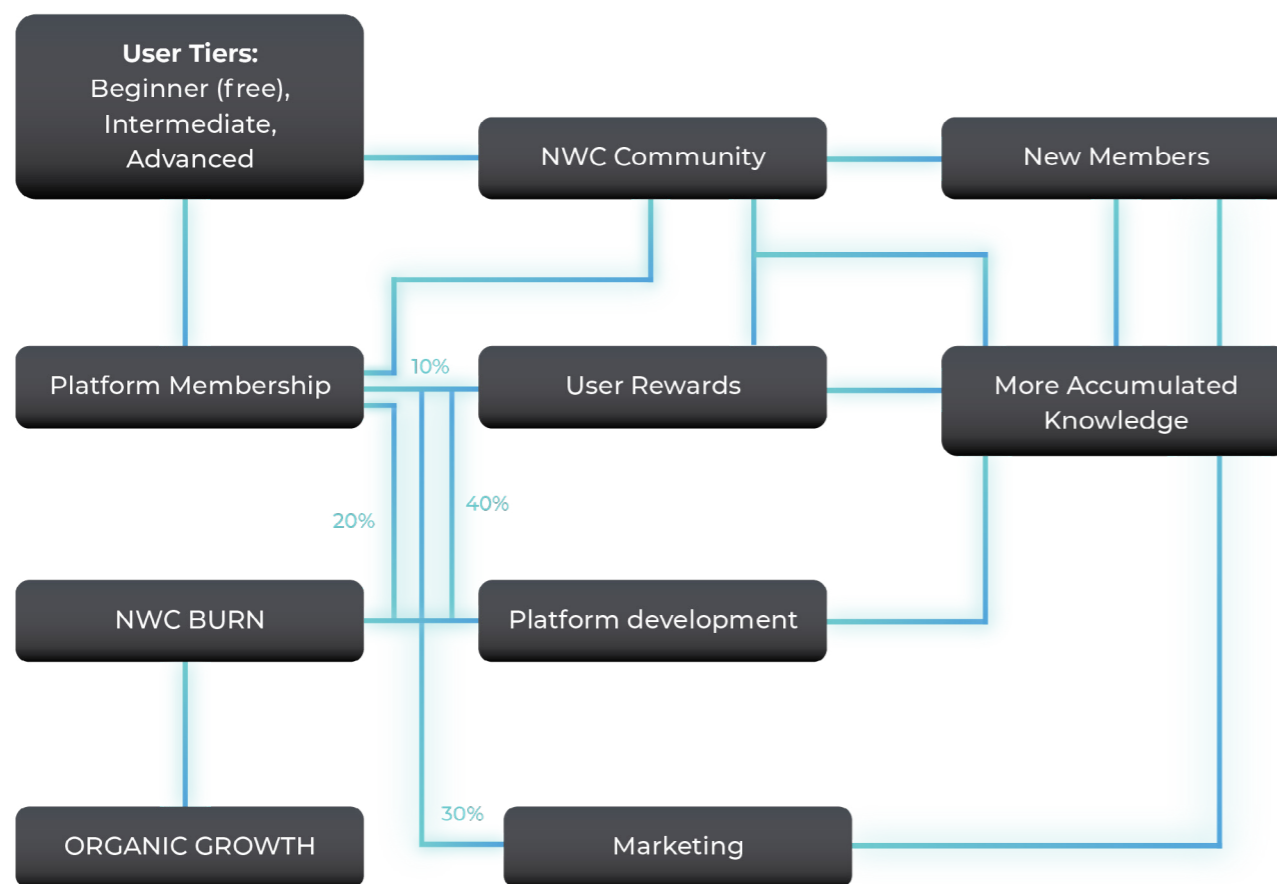 User Tiers:
Beginner (free),
Intermediate,
Advanced
NWC Community
New Members
Platform Membership
10%
User Rewards
More Accumulated
Knowledge
20%
40%
NWC BURN
Platform development
ORGANIC GROWTH
30%
Marketing